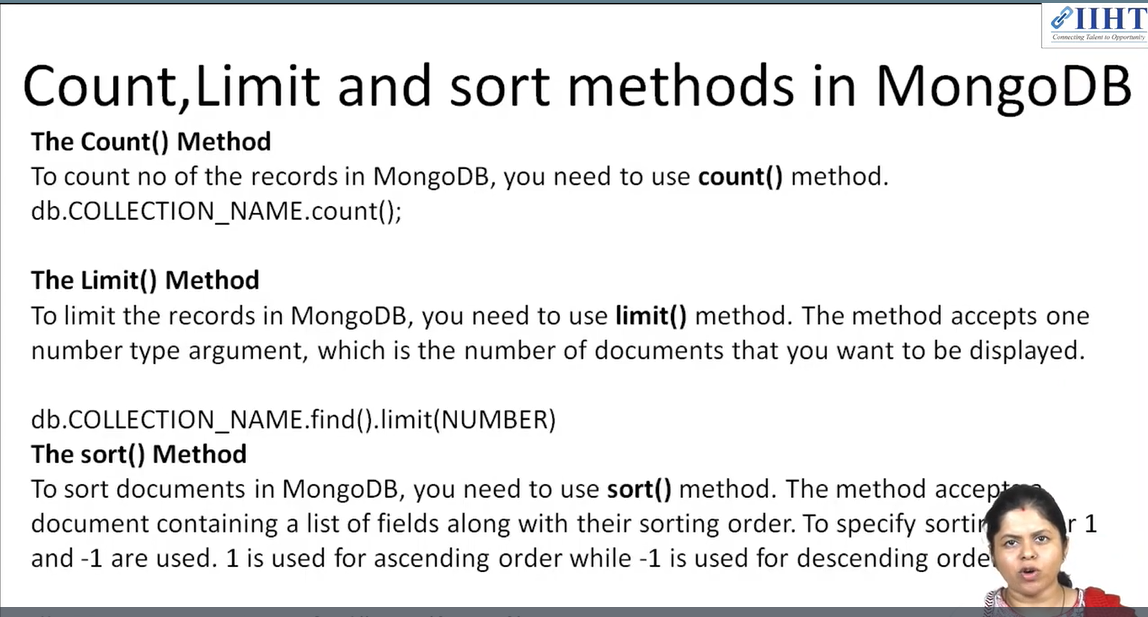 IIHT
Connecting Talent to Opportunity
Count,Limit and sort methods in MongoDB
The Count() Method
To count no of the records in MongoDB, you need to use count() method.
db.COLLECTION_NAME.count();
The Limit() Method
To limit the records in MongoDB, you need to use limit() method. The method accepts one
number type argument, which is the number of documents that you want to be displayed.
db.COLLECTION_NAME.find().limit(NUMBER)
The sort() Method
To sort documents in MongoDB, you need to use sort() method. The method
document containing a list of fields along with their sorting order. To specify 1
and -1 are used. 1 is used for ascending order while -1 is used for descending